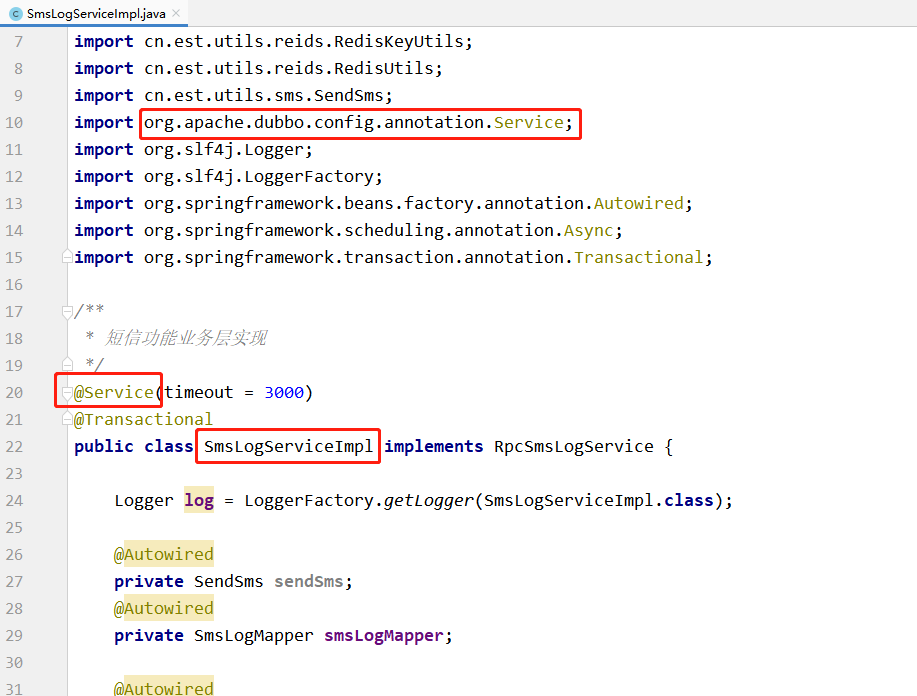 SmsLogServiceImpl.java
7 import cn.est.utils.reids.RedisKeyUtils;
8 import cn.est.utils.reids.RedisUtils;
9 import cn.est.utils.sms.SendSms;
10 import org.apache.dubbo.config.annotation.Service;
11 import org.slf4j.Logger;
12 import org.slf4j.LoggerFactory;
13 import org.springframework.beans.factory.annotation.Autowired;
14 import org.springframework.scheduling.annotation.Async;
15 import org.springframework.transaction.annotation.Transactional;
16
17 /**
18 * 短信功能业务层实现
19 */
20 @Service(timeout = 3000)
21 @Transactional
22 public class SmsLogServiceImpl implements RpcSmsLogService {
23
24 Logger log = LoggerFactory.getLogger(SmsLogServiceImpl.class);
25
26 @Autowired
27 private SendSms sendSms;
28 @Autowired
29 private SmsLogMapper smsLogMapper;
30
31 @Autowired